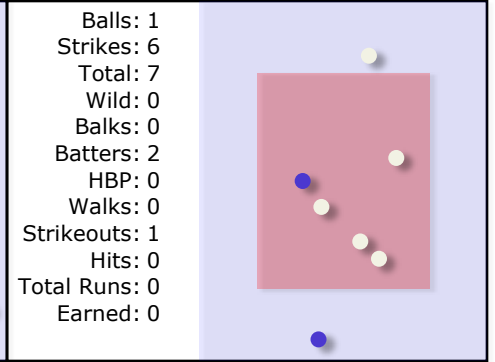 Balls: 1
Strikes: 6
Total: 7
Wild: 0
Balks: 0
Batters: 2
HBP: 0
Walks: 0
Strikeouts: 1
Hits: 0
Total Runs: 0
Earned: 0